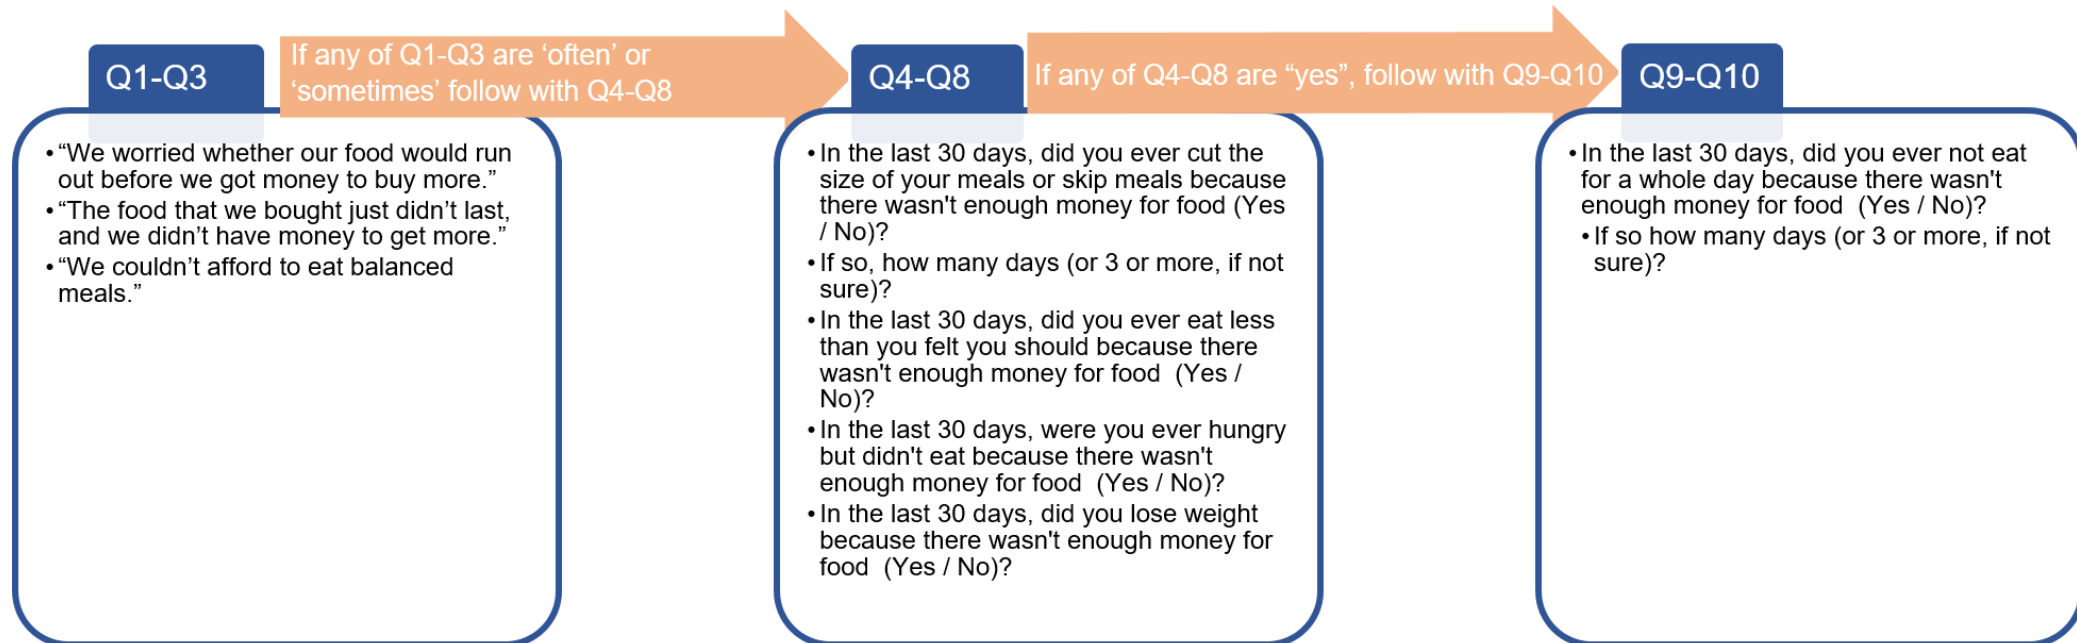 Q1-Q3
If any of Q1-Q3 are ‘often’ or
‘sometimes’ follow with Q4-Q8
• “We worried whether our food would run
out before we got money to buy more.”
• “The food that we bought just didn’t last,
and we didn’t have money to get more.”
• “We couldn’t afford to eat balanced
meals.”
Q4-Q8
If any of Q4-Q8 are “yes”, follow with Q9-Q10
• In the last 30 days, did you ever cut the
size of your meals or skip meals because
there wasn't enough money for food (Yes
/ No)?
• If so, how many days (or 3 or more, if not
sure)?
• In the last 30 days, did you ever eat less
than you felt you should because there
wasn't enough money for food (Yes /
No)?
• In the last 30 days, were you ever hungry
but didn't eat because there wasn't
enough money for food (Yes / No)?
• In the last 30 days, did you lose weight
because there wasn't enough money for
food (Yes / No)?
Q9-Q10
• In the last 30 days, did you ever not eat
for a whole day because there wasn't
enough money for food (Yes / No)?
• If so how many days (or 3 or more, if not
sure)?